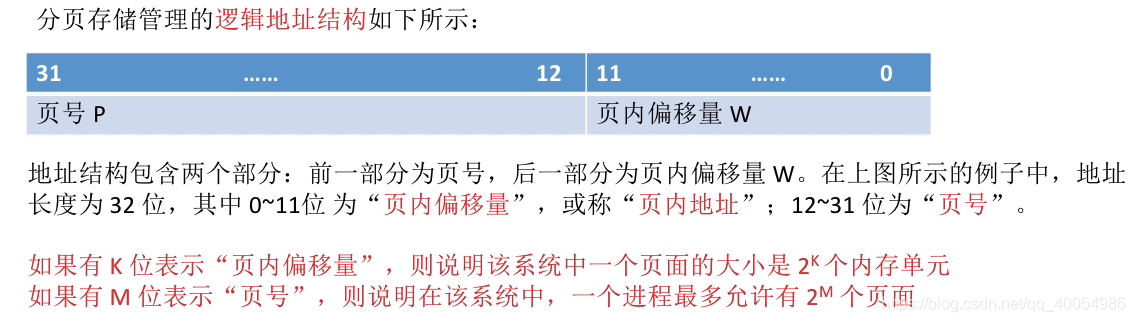 分页存储管理的逻辑地址结构如下所示：
31 …… 12 11 …… 0
页号 P 页内偏移量 W
地址结构包含两个部分：前一部分为页号，后一部分为页内偏移量 W。在上图所示的例子中，地址
长度为 32 位，其中 0~11位 为“页内偏移量”，或称“页内地址”；12~31 位为“页号”。
如果有 K 位表示“页内偏移量”，则说明该系统中一个页面的大小是 2ᴷ 个内存单元
如果有 M 位表示“页号”，则说明在该系统中，一个进程最多允许有 2ᴹ 个页面
https://blog.csdn.net/qq_40054986